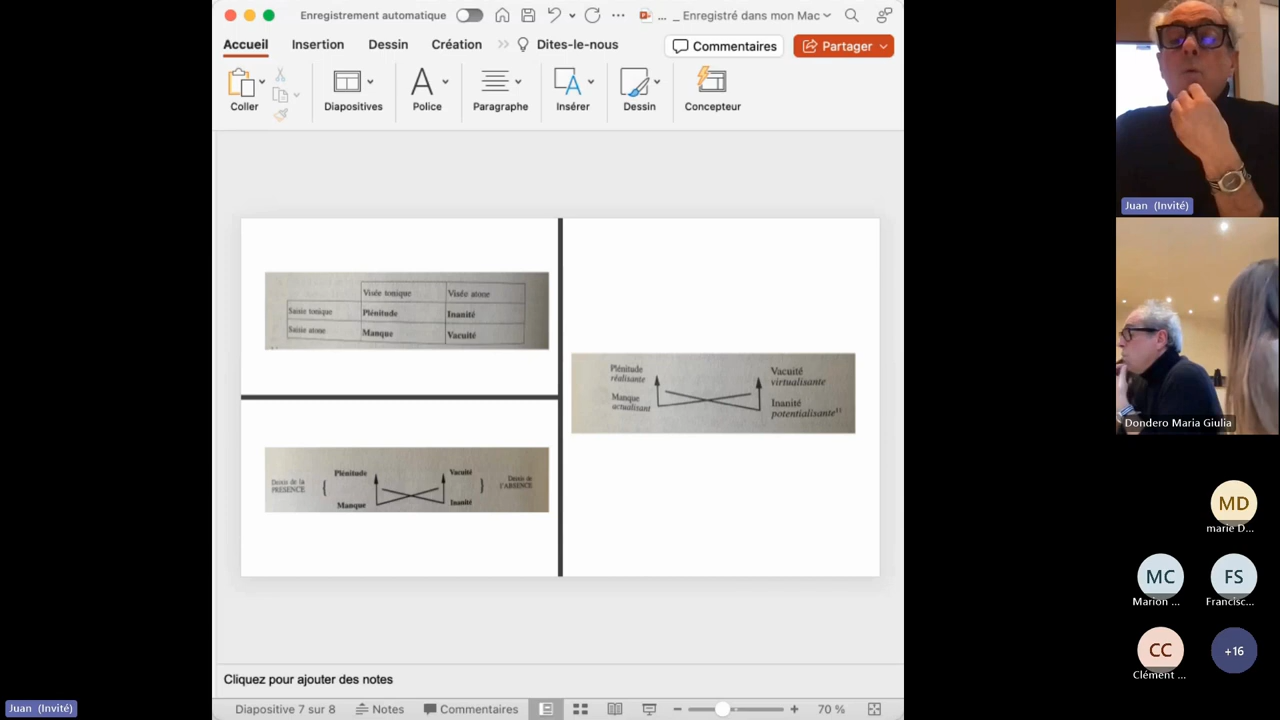 Enregistrement automatique
... _ Enregistré dans mon Mac
Accueil Insertion Dessin Création Dites-le-nous Commentaires Partager
Coller Diapositives Police Paragraphe Insérer Dessin Concepteur
Visée tonique Visée atone
Saisie tonique Plénitude Inanité
Saisie atone Manque Vacuité
Plénitude Vacuité
réalisante virtualisante
Manque Inanité
actualisant potentialisante
Plénitude Vacuité
Densis de la PRESENCE
Densis de l'ABSENCE
Manque Inanité
Cliquez pour ajouter des notes
Diapositive 7 sur 8 Notes Commentaires 70 %
Juan (Invité)
Juan (Invité)
Dondero Maria Giulia
MD
marie D...
MC FS
Marion ... Francisc...
CC +16
Clément ...